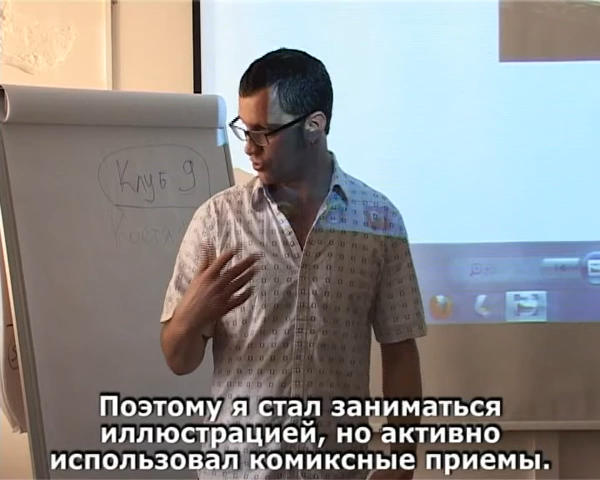 Клуб 9
Поэтому я стал заниматься
иллюстрацией, но активно
использовал комиксные приемы.